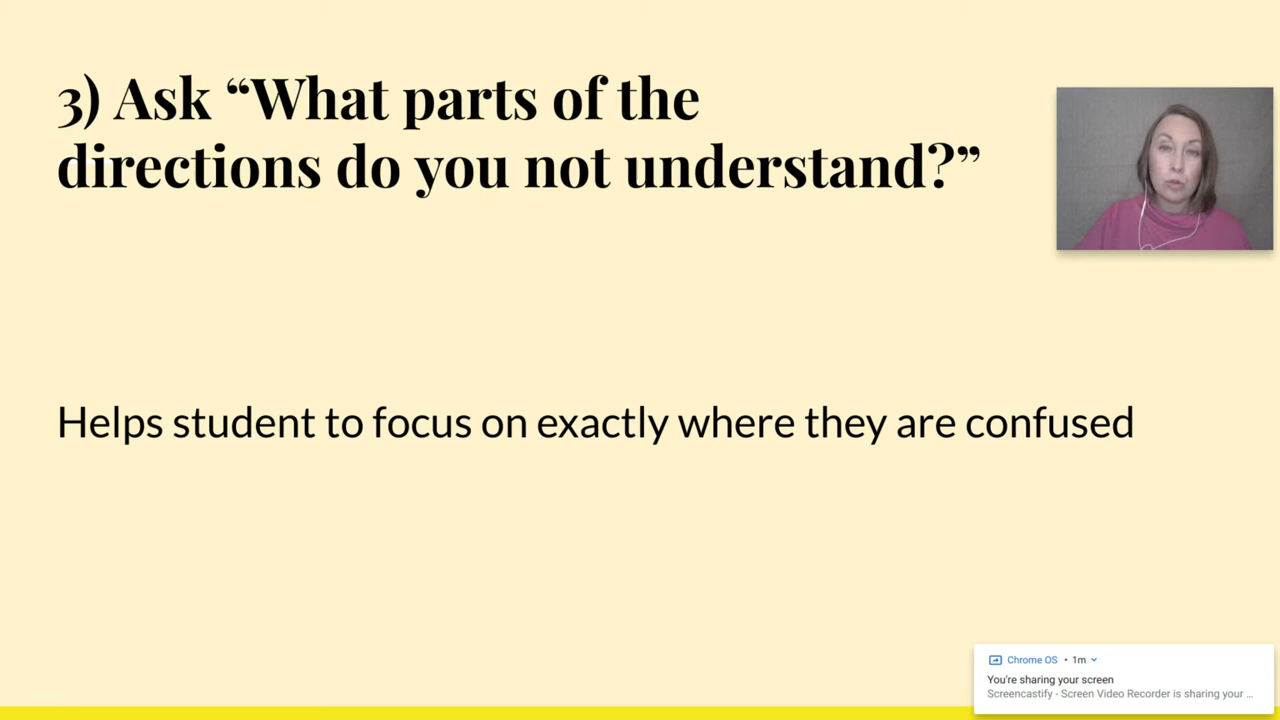 3) Ask “What parts of the
directions do you not understand?”
Helps student to focus on exactly where they are confused
Chrome OS • 1m
You're sharing your screen
Screencastify - Screen Video Recorder is sharing your ...